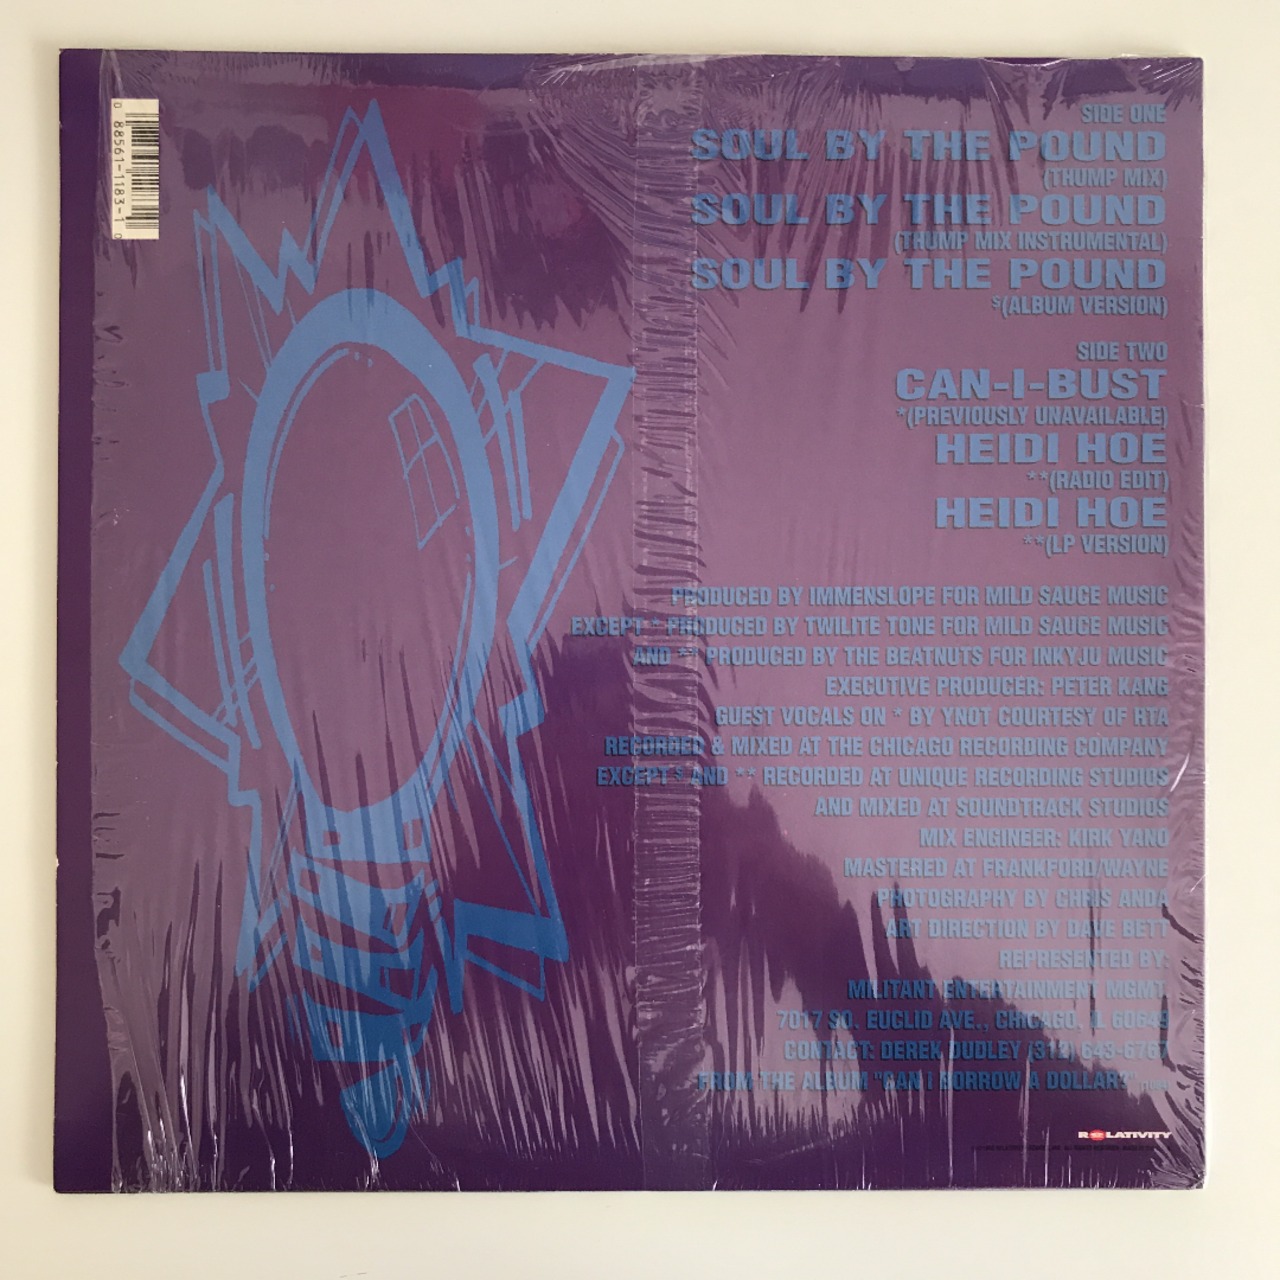 0 88561-1183-1 0
SIDE ONE
SOUL BY THE POUND
(THUMP MIX)
SOUL BY THE POUND
(THUMP MIX INSTRUMENTAL)
SOUL BY THE POUND
$(ALBUM VERSION)
SIDE TWO
CAN-I-BUST
*(PREVIOUSLY UNAVAILABLE)
HEIDI HOE
**(RADIO EDIT)
HEIDI HOE
**(LP VERSION)
PRODUCED BY IMMENSLOPE FOR MILD SAUCE MUSIC
EXCEPT * PRODUCED BY TWILITE TONE FOR MILD SAUCE MUSIC
AND ** PRODUCED BY THE BEATNUTS FOR INKYJU MUSIC
EXECUTIVE PRODUCER: PETER KANG
GUEST VOCALS ON * BY YNOT COURTESY OF RTA
RECORDED & MIXED AT THE CHICAGO RECORDING COMPANY
EXCEPT $ AND ** RECORDED AT UNIQUE RECORDING STUDIOS
AND MIXED AT SOUNDTRACK STUDIOS
MIX ENGINEER: KIRK YANO
MASTERED AT FRANKFORD/WAYNE
PHOTOGRAPHY BY CHRIS ANDA
ART DIRECTION BY DAVE BETT
REPRESENTED BY:
MILITANT ENTERTAINMENT MGMT.
7017 SO. EUCLID AVE., CHICAGO, IL 60649
CONTACT: DEREK DUDLEY (312) 643-6767
FROM THE ALBUM "CAN I BORROW A DOLLAR?"
RELATIVITY